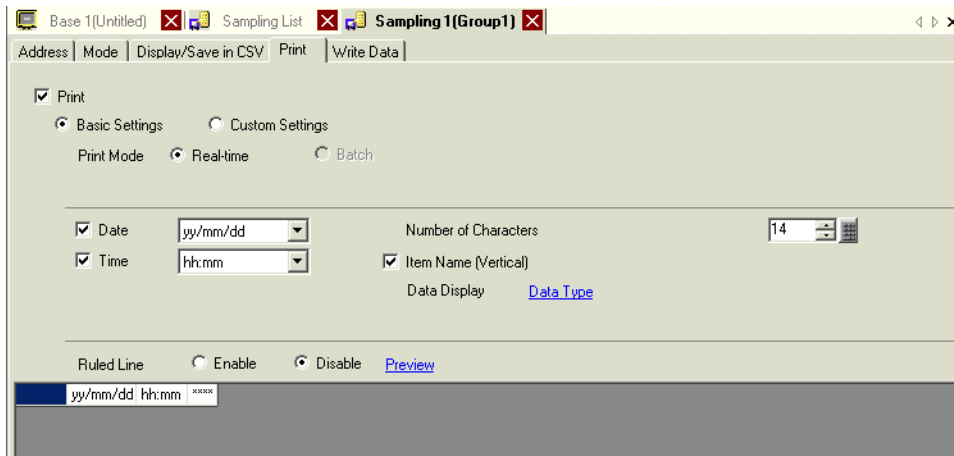 Base 1(Untitled) Sampling List Sampling 1(Group1)
Address Mode Display/Save in CSV Print Write Data
Print
Basic Settings Custom Settings
Print Mode Real-time Batch
Date yy/mm/dd Number of Characters 14
Time hh:mm Item Name (Vertical)
Data Display Data Type
Ruled Line Enable Disable Preview
yy/mm/dd hh:mm ****